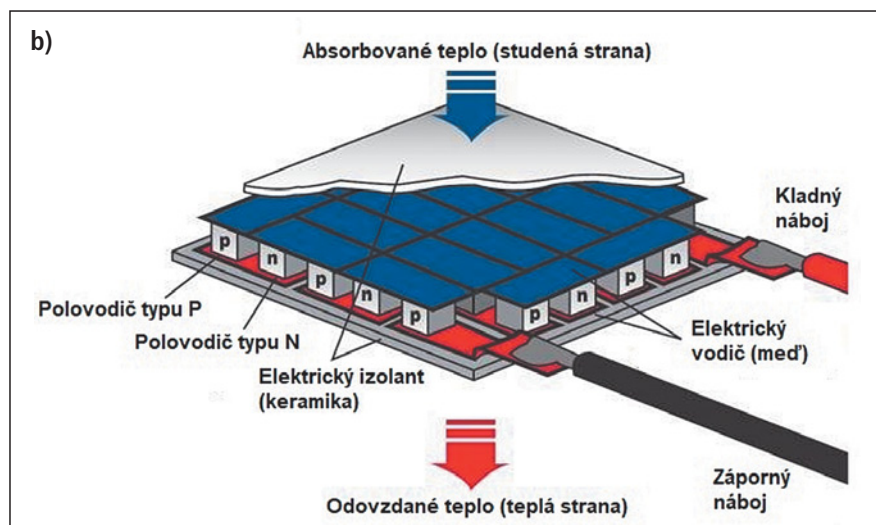 b)
Absorbované teplo (studená strana)
Kladný
náboj
p
n
p
n
p
p
n
p
n
Polovodič typu P
Polovodič typu N
Elektrický izolant
(keramika)
Elektrický
vodič (meď)
Záporný
náboj
Odovzdané teplo (teplá strana)